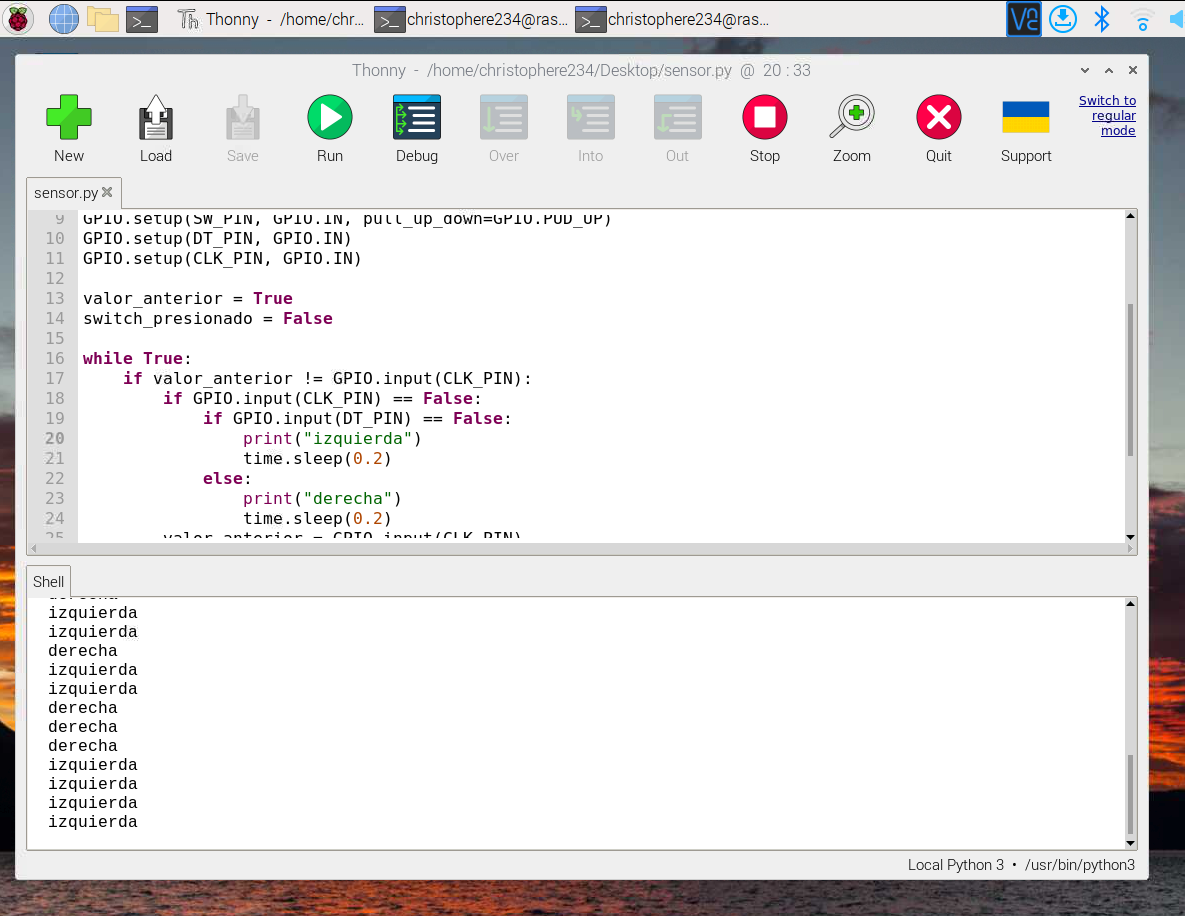 Thonny - /home/chr... christophere234@ras... christophere234@ras...
Thonny - /home/christophere234/Desktop/sensor.py @ 20 : 33
New Load Save Run Debug Over Into Out Stop Zoom Quit Support
Switch to
regular
mode
sensor.py
9 GPIO.setup(SW_PIN, GPIO.IN, pull_up_down=GPIO.PUD_UP)
10 GPIO.setup(DT_PIN, GPIO.IN)
11 GPIO.setup(CLK_PIN, GPIO.IN)
12
13 valor_anterior = True
14 switch_presionado = False
15
16 while True:
17     if valor_anterior != GPIO.input(CLK_PIN):
18         if GPIO.input(CLK_PIN) == False:
19             if GPIO.input(DT_PIN) == False:
20                 print("izquierda")
21                 time.sleep(0.2)
22             else:
23                 print("derecha")
24                 time.sleep(0.2)
25         valor_anterior = GPIO.input(CLK_PIN)
Shell
derecha
izquierda
izquierda
derecha
izquierda
izquierda
derecha
derecha
derecha
izquierda
izquierda
izquierda
izquierda
Local Python 3 • /usr/bin/python3